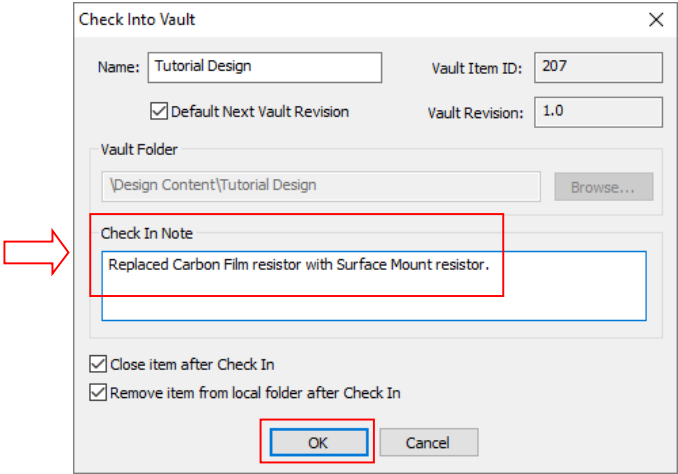 Check Into Vault
Name: Tutorial Design Vault Item ID: 207
Default Next Vault Revision Vault Revision: 1.0
Vault Folder
\Design Content\Tutorial Design Browse...
Check In Note
Replaced Carbon Film resistor with Surface Mount resistor.
Close item after Check In
Remove item from local folder after Check In
OK Cancel